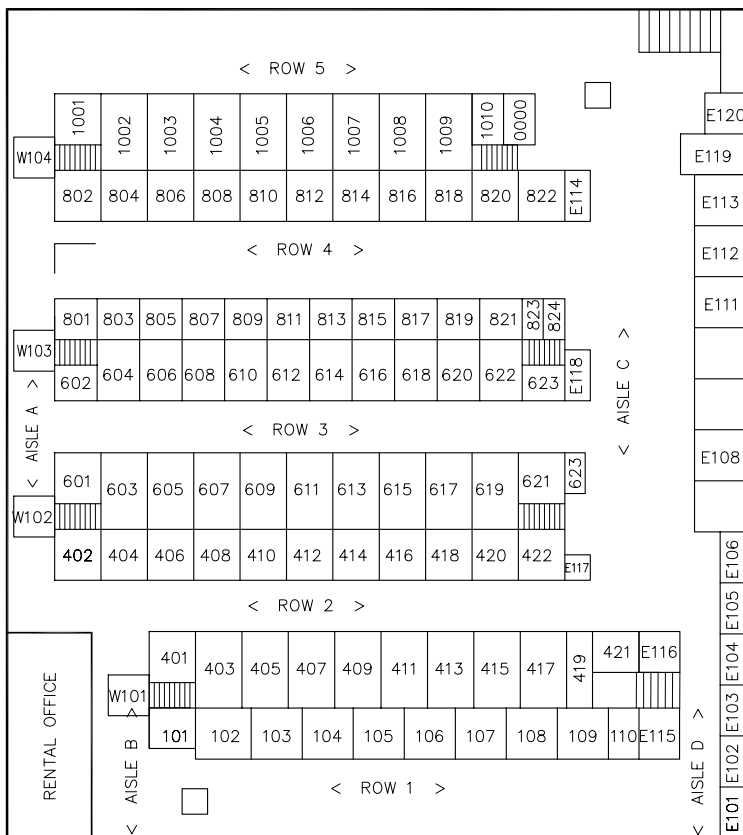 < ROW 5 >
1001 1002 1003 1004 1005 1006 1007 1008 1009 1010 0000
E120
W104
E119
802 804 806 808 810 812 814 816 818 820 822 E114
E113
< ROW 4 >
E112
E111
801 803 805 807 809 811 813 815 817 819 821 823 824
W103
602 604 606 608 610 612 614 616 618 620 622 623 E118
< AISLE A >
< AISLE C >
< ROW 3 >
E108
601 603 605 607 609 611 613 615 617 619 621 623
W102
402 404 406 408 410 412 414 416 418 420 422 E117
E106
E105
< ROW 2 >
E104
401 403 405 407 409 411 413 415 417 419 421 E116
W101
E103
RENTAL OFFICE
101 102 103 104 105 106 107 108 109 110 E115
E102
< AISLE B >
< AISLE D >
< ROW 1 >
E101